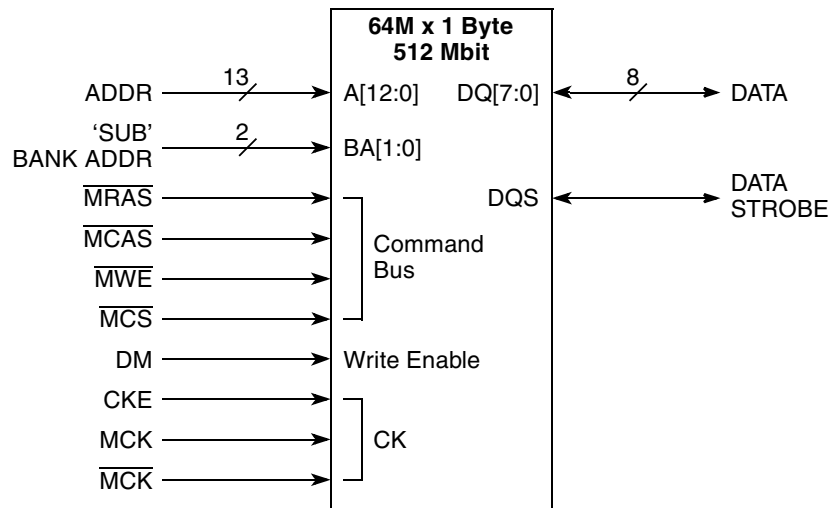 64M x 1 Byte
512 Mbit
ADDR 13 A[12:0] DQ[7:0] 8 DATA
‘SUB’
BANK ADDR 2 BA[1:0]
MRAS DQS DATA
STROBE
MCAS Command
Bus
MWE
MCS
DM Write Enable
CKE
MCK CK
MCK